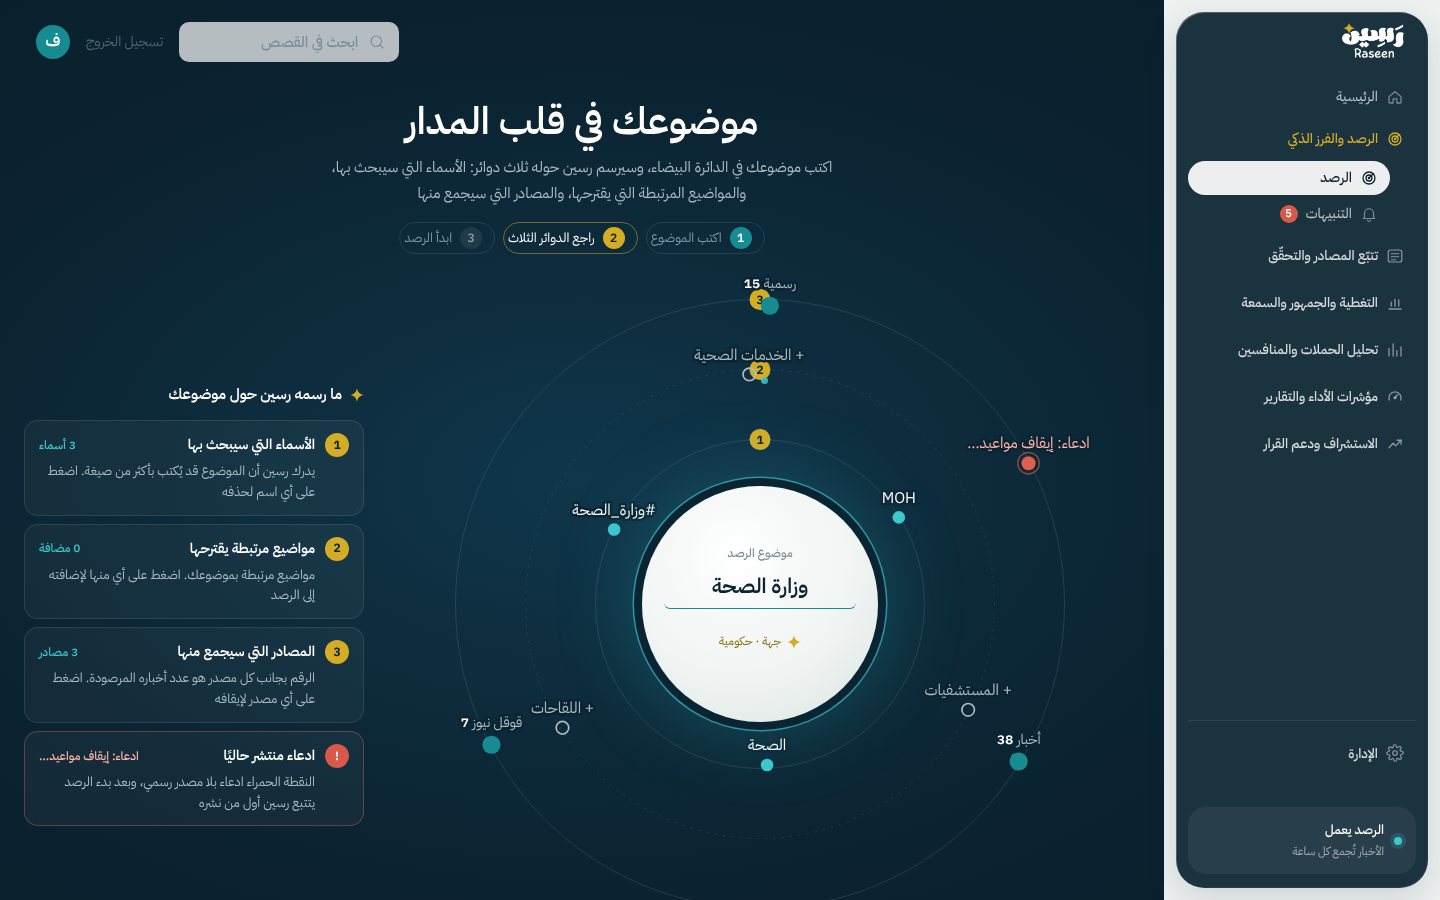 رَسِين
Raseen
الرئيسية
الرصد والفرز الذكي
الرصد
التنبيهات 5
تتبّع المصادر والتحقّق
التغطية والجمهور والسمعة
تحليل الحملات والمنافسين
مؤشرات الأداء والتقارير
الاستشراف ودعم القرار
الإدارة
الرصد يعمل
الأخبار تُجمع كل ساعة
ابحث في القصص
تسجيل الخروج
ف
موضوعك في قلب المدار
اكتب موضوعك في الدائرة البيضاء، وسيرسم رسين حوله ثلاث دوائر: الأسماء التي سيبحث بها،
والمواضيع المرتبطة التي يقترحها، والمصادر التي سيجمع منها
1 اكتب الموضوع
2 راجع الدوائر الثلاث
3 ابدأ الرصد
رسمية 15
3
+ الخدمات الصحية
2
1
ادعاء: إيقاف مواعيد...
MOH
#وزارة_الصحة
موضوع الرصد
وزارة الصحة
جهة · حكومية
+ المستشفيات
+ اللقاحات
قوقل نيوز 7
أخبار 38
الصحة
ما رسمه رسين حول موضوعك
1 الأسماء التي سيبحث بها 3 أسماء
يدرك رسين أن الموضوع قد يُكتب بأكثر من صيغة. اضغط
على أي اسم لحذفه
2 مواضيع مرتبطة يقترحها 0 مضافة
مواضيع مرتبطة بموضوعك. اضغط على أي منها لإضافته
إلى الرصد
3 المصادر التي سيجمع منها 3 مصادر
الرقم بجانب كل مصدر هو عدد أخباره المرصودة. اضغط
على أي مصدر لإيقافه
! ادعاء منتشر حاليًا ادعاء: إيقاف مواعيد...
النقطة الحمراء ادعاء بلا مصدر رسمي، وبعد بدء الرصد
يتتبع رسين أول من نشره